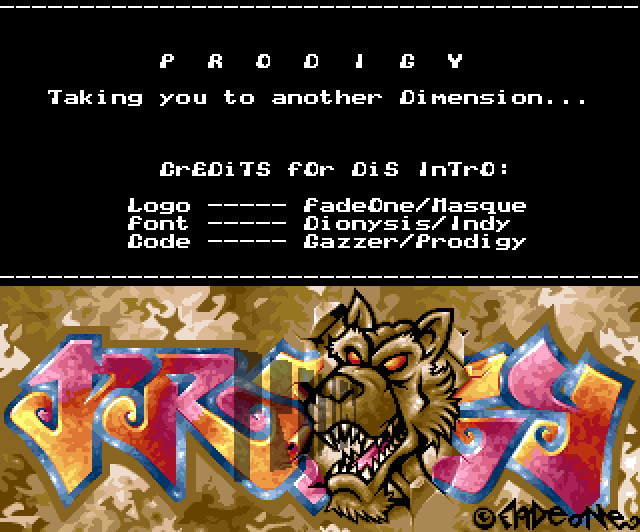 P R O D I G Y
Taking you to another Dimension...
CrEDiTS fOr DiS InTrO:
Logo ----- FadeOne/Masque
Font ----- Dionysis/Indy
Code ----- Gazzer/Prodigy
PRODIGY
©FADEONE